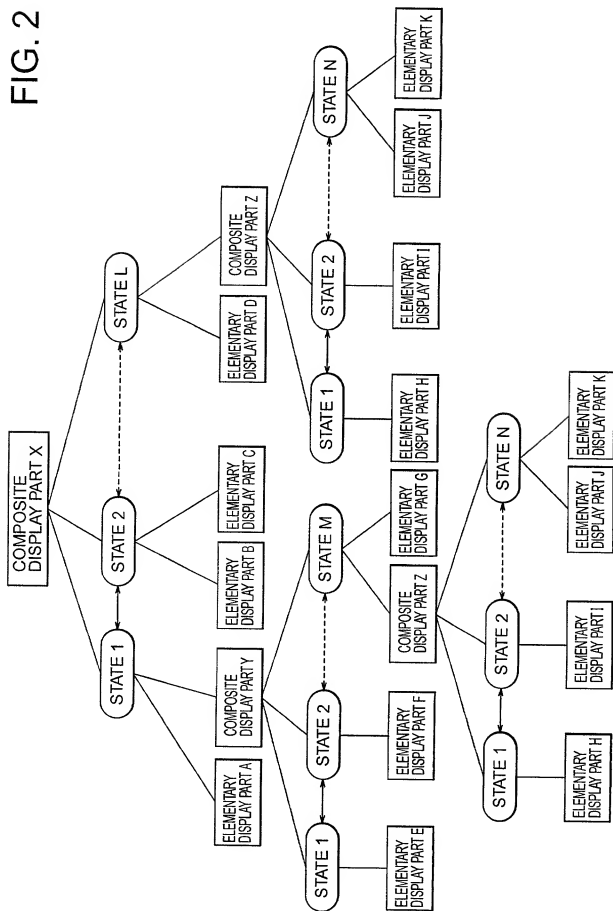 FIG. 2
COMPOSITE
DISPLAY PART X
STATE 1
STATE 2
STATE L
ELEMENTARY
DISPLAY PART A
COMPOSITE
DISPLAY PART Y
ELEMENTARY
DISPLAY PART B
ELEMENTARY
DISPLAY PART C
ELEMENTARY
DISPLAY PART D
COMPOSITE
DISPLAY PART Z
STATE 1
STATE 2
STATE M
STATE 1
STATE 2
STATE N
ELEMENTARY
DISPLAY PART E
ELEMENTARY
DISPLAY PART F
COMPOSITE
DISPLAY PART Z
ELEMENTARY
DISPLAY PART G
ELEMENTARY
DISPLAY PART H
ELEMENTARY
DISPLAY PART I
ELEMENTARY
DISPLAY PART J
ELEMENTARY
DISPLAY PART K
STATE 1
STATE 2
STATE N
ELEMENTARY
DISPLAY PART H
ELEMENTARY
DISPLAY PART I
ELEMENTARY
DISPLAY PART J
ELEMENTARY
DISPLAY PART K